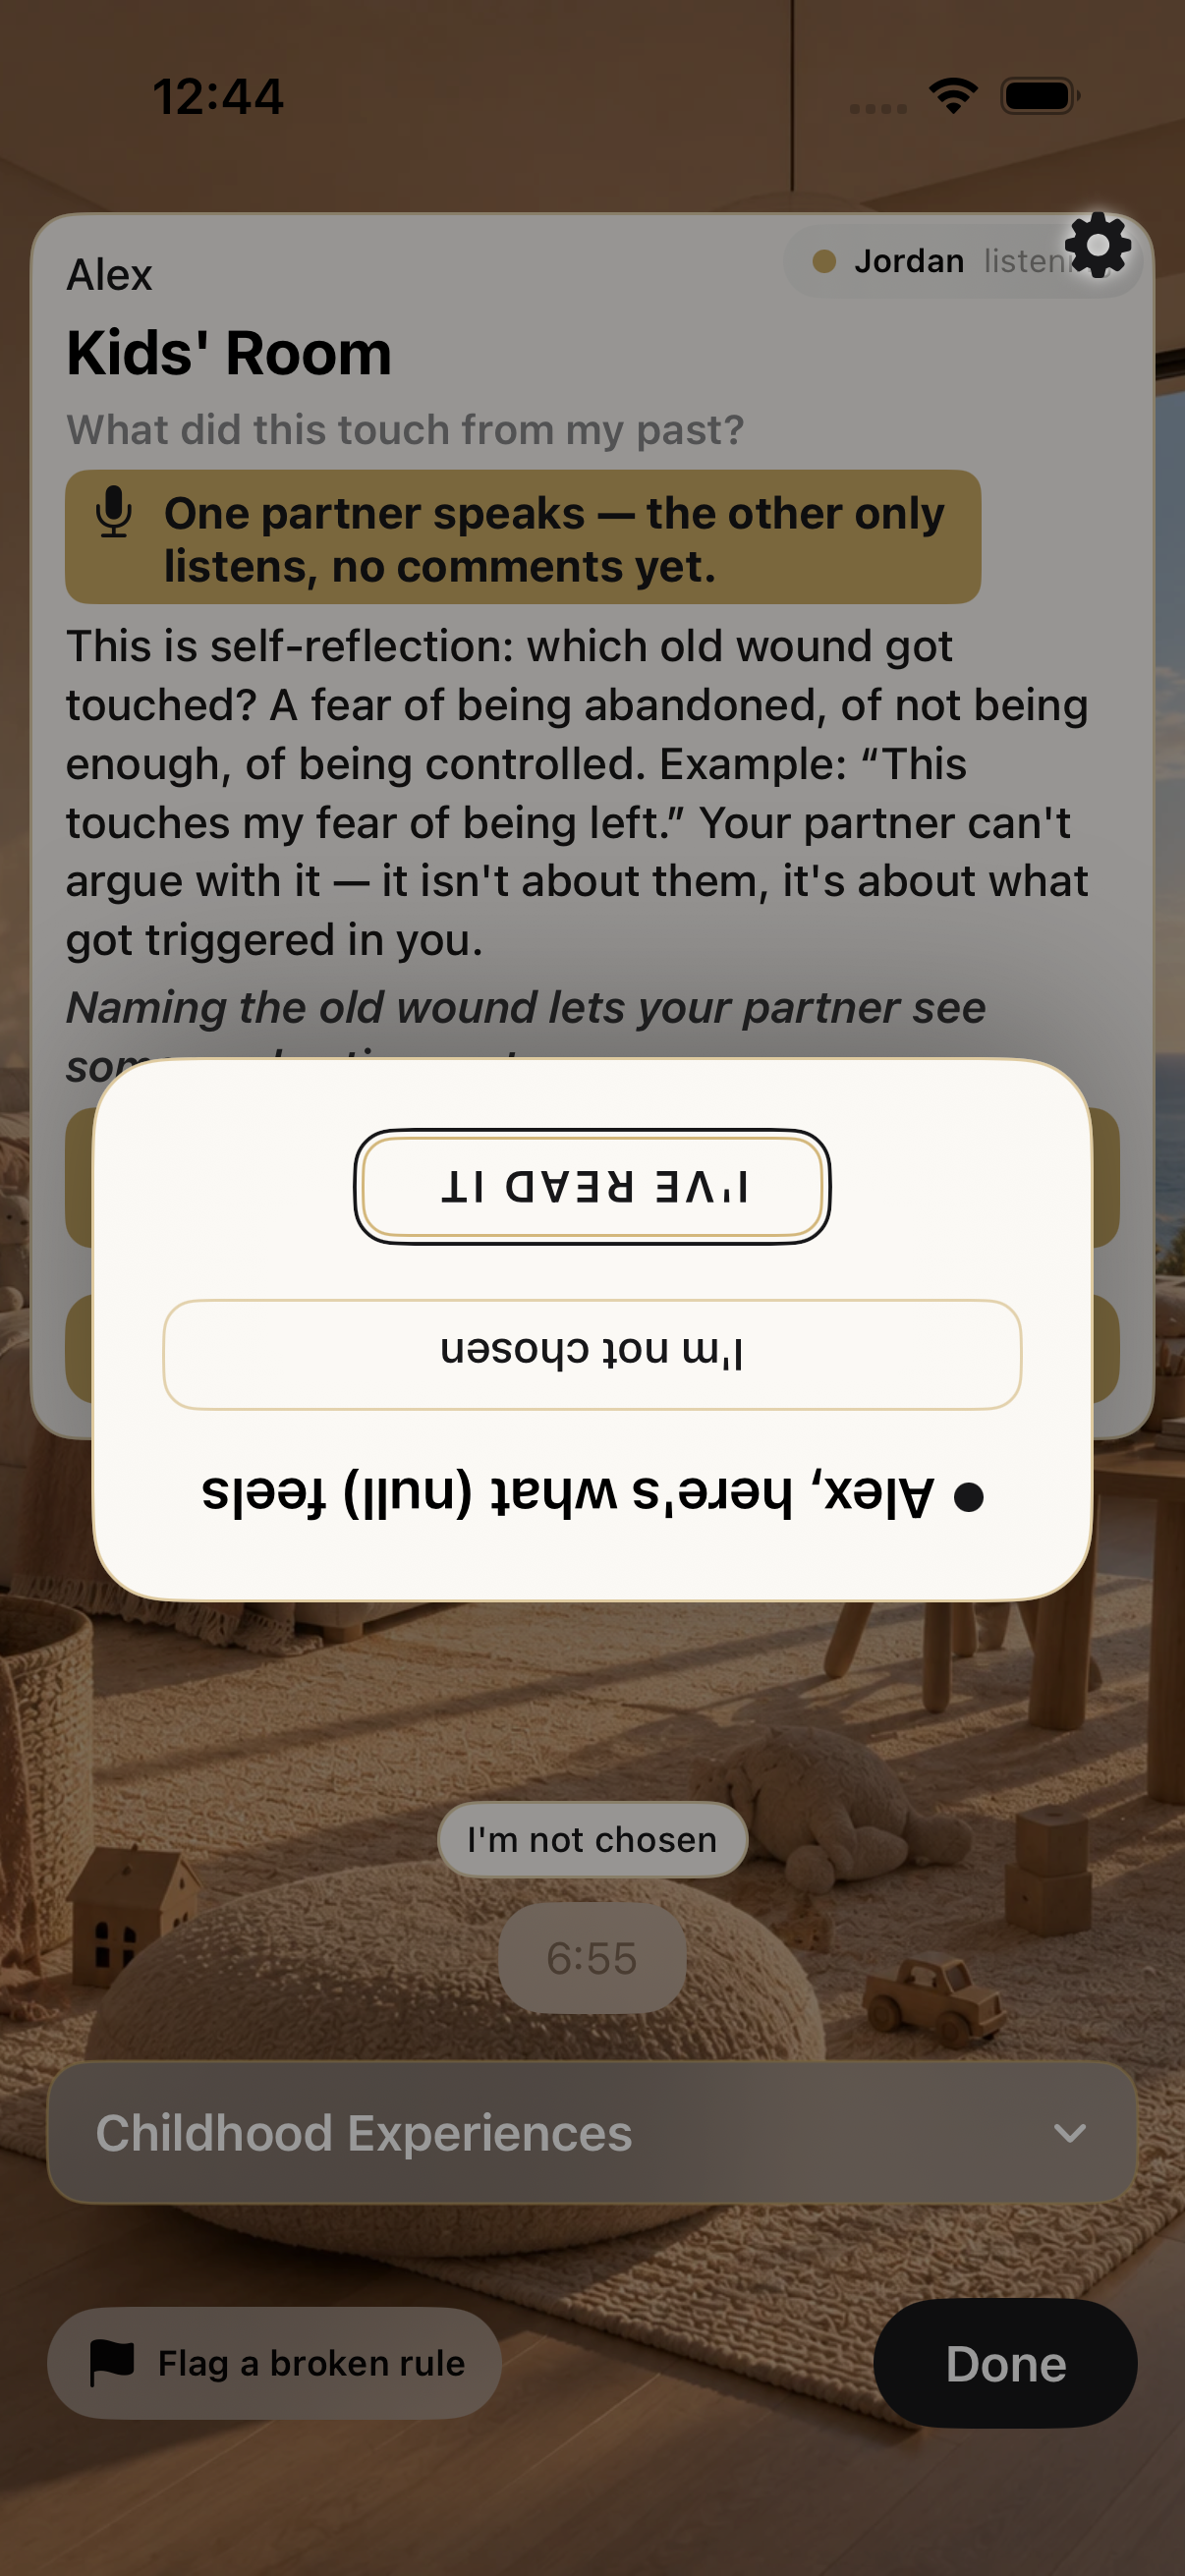 12:44
Alex
Jordan
Kids' Room
What did this touch from my past?
One partner speaks — the other only
listens, no comments yet.
This is self-reflection: which old wound got
touched? A fear of being abandoned, of not being
enough, of being controlled. Example: “This
touches my fear of being left.” Your partner can't
argue with it — it isn't about them, it's about what
got triggered in you.
Naming the old wound lets your partner see
Alex, here's what (null) feels
I'm not chosen
I'VE READ IT
I'm not chosen
6:55
Childhood Experiences
Flag a broken rule
Done